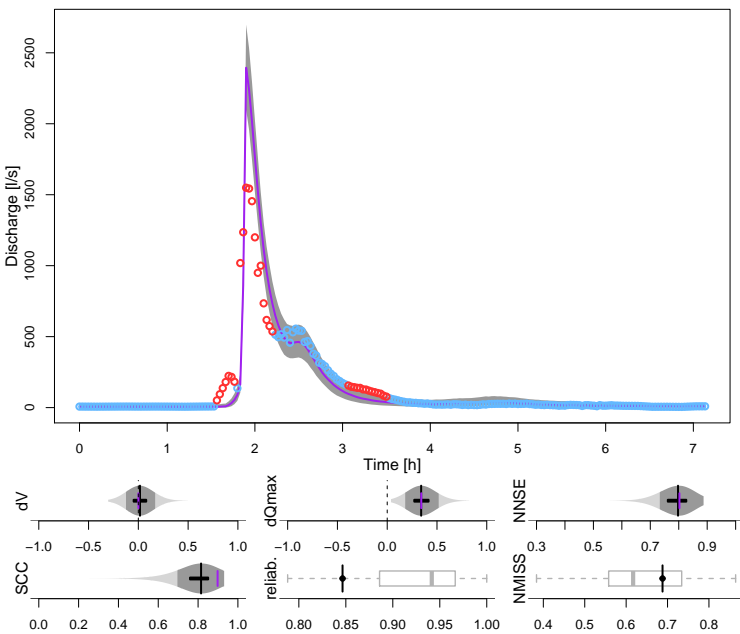 2500
2000
1500
1000
500
0
Discharge [l/s]
0 1 2 3 4 5 6 7
Time [h]
dV
−1.0 −0.5 0.0 0.5 1.0
dQmax
−1.0 −0.5 0.0 0.5 1.0
NNSE
0.3 0.5 0.7 0.9
SCC
0.0 0.2 0.4 0.6 0.8 1.0
reliab.
0.80 0.85 0.90 0.95 1.00
NMISS
0.4 0.5 0.6 0.7 0.8